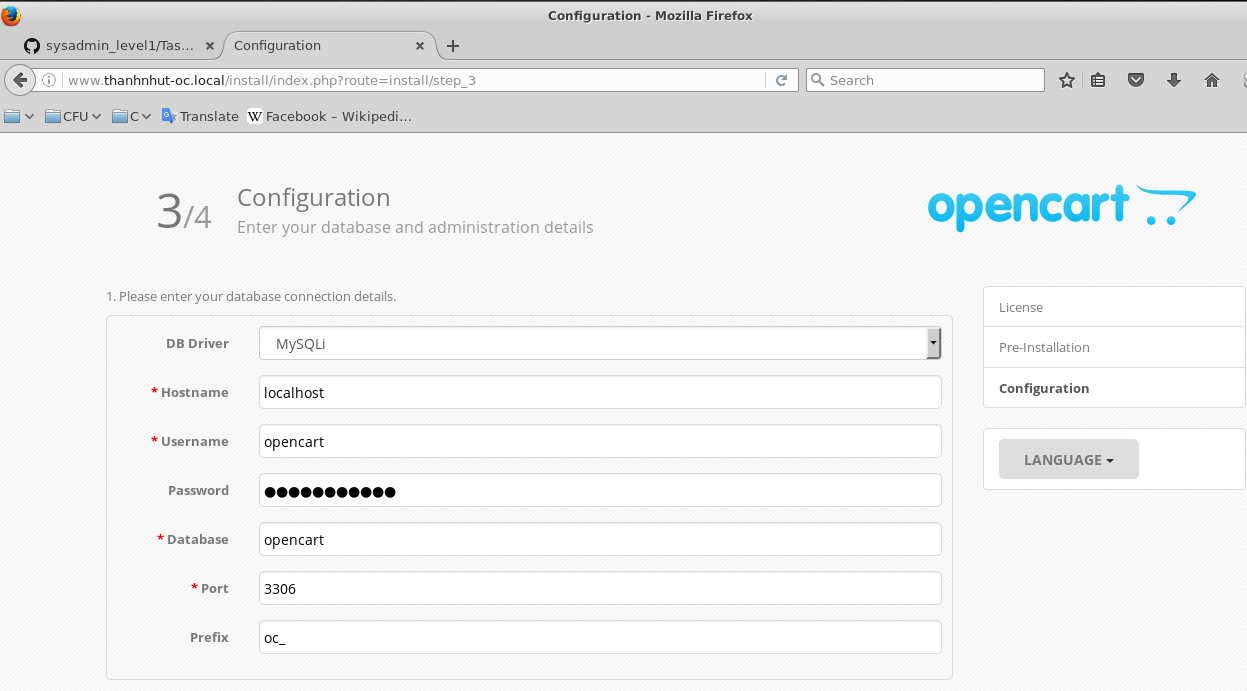 Configuration - Mozilla Firefox
sysadmin_level1/Tas... × Configuration × +
www.thanhnhut-oc.local/install/index.php?route=install/step_3 Search
CFU C Translate W Facebook – Wikipedi...
3/4 Configuration
Enter your database and administration details
opencart
1. Please enter your database connection details.
DB Driver MySQLi
* Hostname localhost
* Username opencart
Password ●●●●●●●●●●●
* Database opencart
* Port 3306
Prefix oc_
License
Pre-Installation
Configuration
LANGUAGE